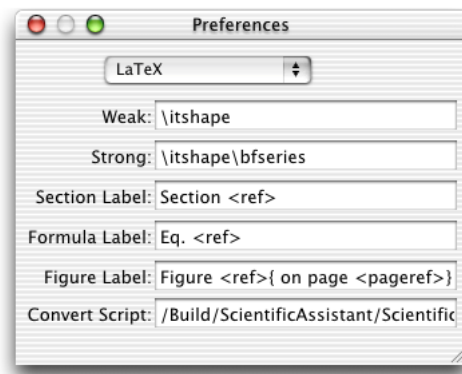 Preferences
LaTeX
Weak: \itshape
Strong: \itshape\bfseries
Section Label: Section <ref>
Formula Label: Eq. <ref>
Figure Label: Figure <ref>{ on page <pageref>}
Convert Script: /Build/ScientificAssistant/Scientific